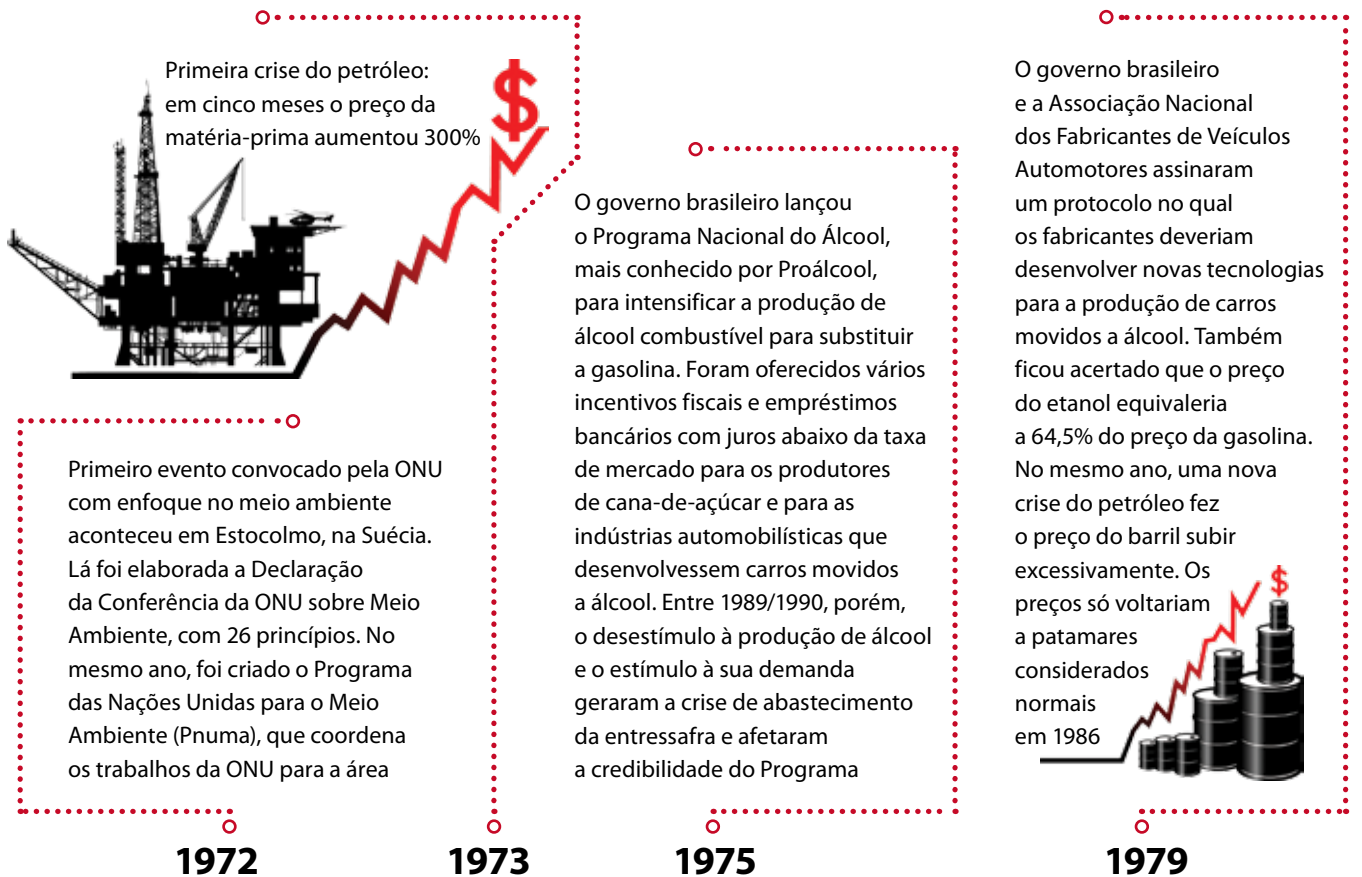 Primeira crise do petróleo:
em cinco meses o preço da
matéria-prima aumentou 300%
$
Primeiro evento convocado pela ONU
com enfoque no meio ambiente
aconteceu em Estocolmo, na Suécia.
Lá foi elaborada a Declaração
da Conferência da ONU sobre Meio
Ambiente, com 26 princípios. No
mesmo ano, foi criado o Programa
das Nações Unidas para o Meio
Ambiente (Pnuma), que coordena
os trabalhos da ONU para a área
O governo brasileiro lançou
o Programa Nacional do Álcool,
mais conhecido por Proálcool,
para intensificar a produção de
álcool combustível para substituir
a gasolina. Foram oferecidos vários
incentivos fiscais e empréstimos
bancários com juros abaixo da taxa
de mercado para os produtores
de cana-de-açúcar e para as
indústrias automobilísticas que
desenvolvessem carros movidos
a álcool. Entre 1989/1990, porém,
o desestímulo à produção de álcool
e o estímulo à sua demanda
geraram a crise de abastecimento
da entressafra e afetaram
a credibilidade do Programa
O governo brasileiro
e a Associação Nacional
dos Fabricantes de Veículos
Automotores assinaram
um protocolo no qual
os fabricantes deveriam
desenvolver novas tecnologias
para a produção de carros
movidos a álcool. Também
ficou acertado que o preço
do etanol equivaleria
a 64,5% do preço da gasolina.
No mesmo ano, uma nova
crise do petróleo fez
o preço do barril subir
excessivamente. Os
preços só voltariam
a patamares
considerados
normais
em 1986
$
1972
1973
1975
1979